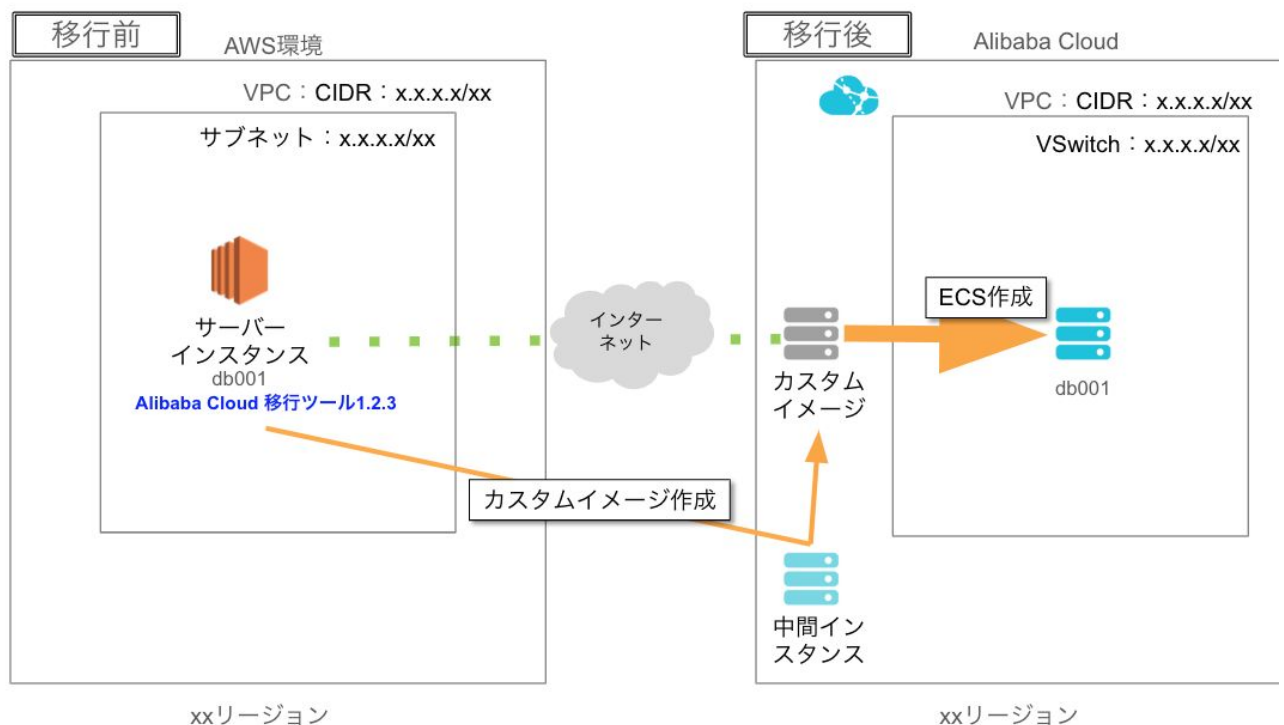 移行前
AWS環境
VPC：CIDR：x.x.x.x/xx
サブネット：x.x.x.x/xx
サーバー
インスタンス
db001
Alibaba Cloud 移行ツール1.2.3
インター
ネット
カスタムイメージ作成
xxリージョン
移行後
Alibaba Cloud
VPC：CIDR：x.x.x.x/xx
VSwitch：x.x.x.x/xx
ECS作成
カスタム
イメージ
db001
中間イン
スタンス
xxリージョン